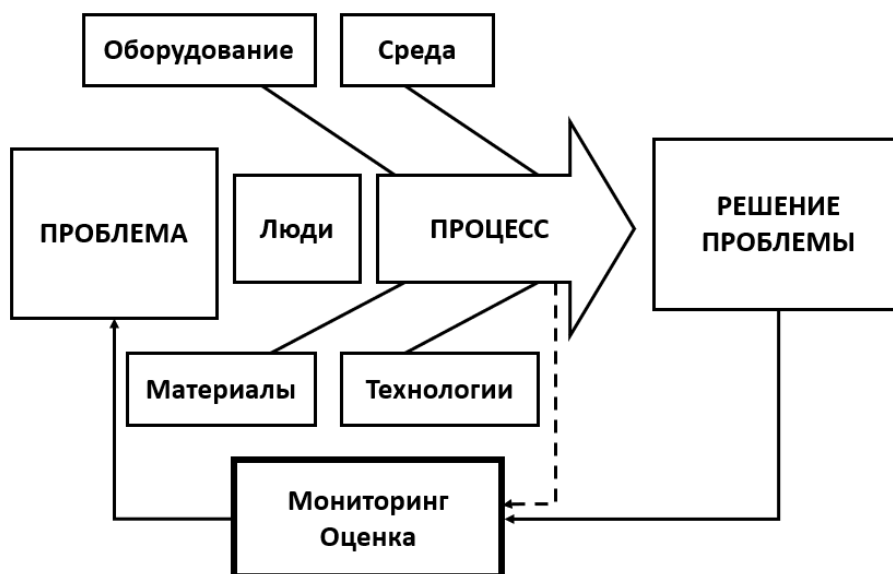 Оборудование
Среда
ПРОБЛЕМА
Люди
ПРОЦЕСС
РЕШЕНИЕ
ПРОБЛЕМЫ
Материалы
Технологии
Мониторинг
Оценка